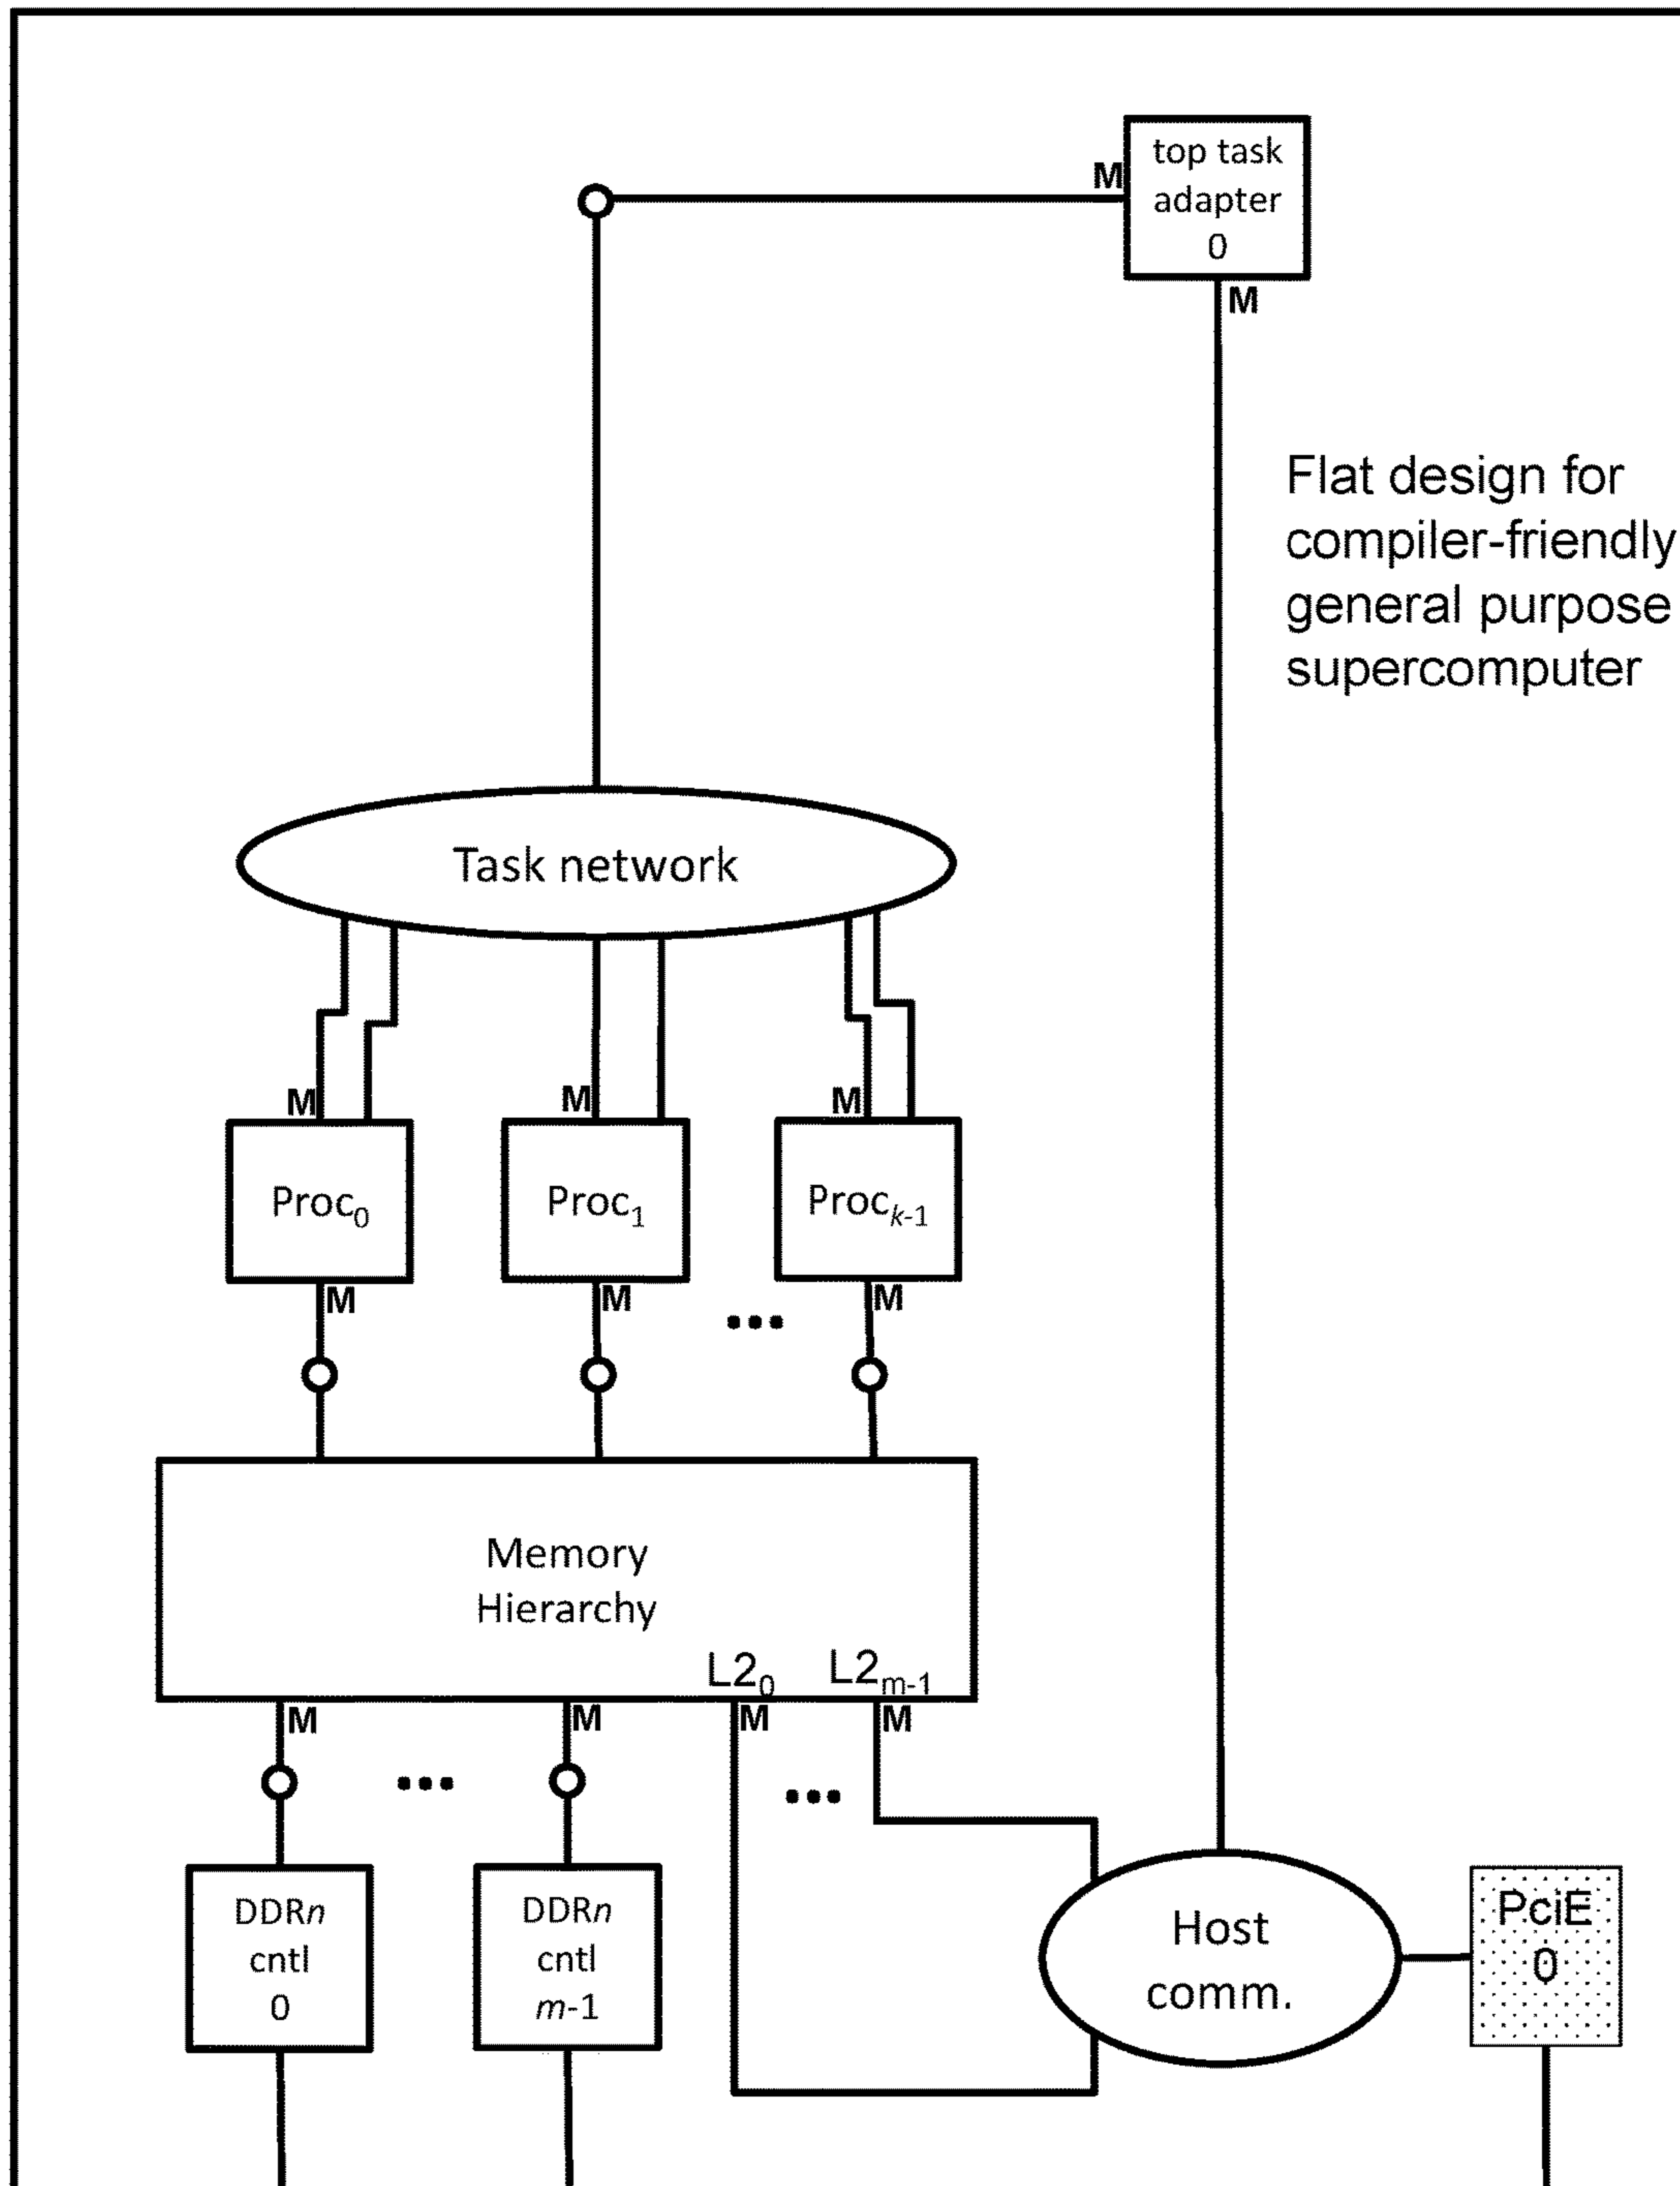 top task
adapter
0
M
M
Flat design for
compiler-friendly
general purpose
supercomputer
Task network
M
M
M
Proc0
Proc1
Prock-1
M
M
M
...
Memory
Hierarchy
L20
L2m-1
M
M
M
M
...
...
DDRn
cntl
0
DDRn
cntl
m-1
Host
comm.
PciE
0